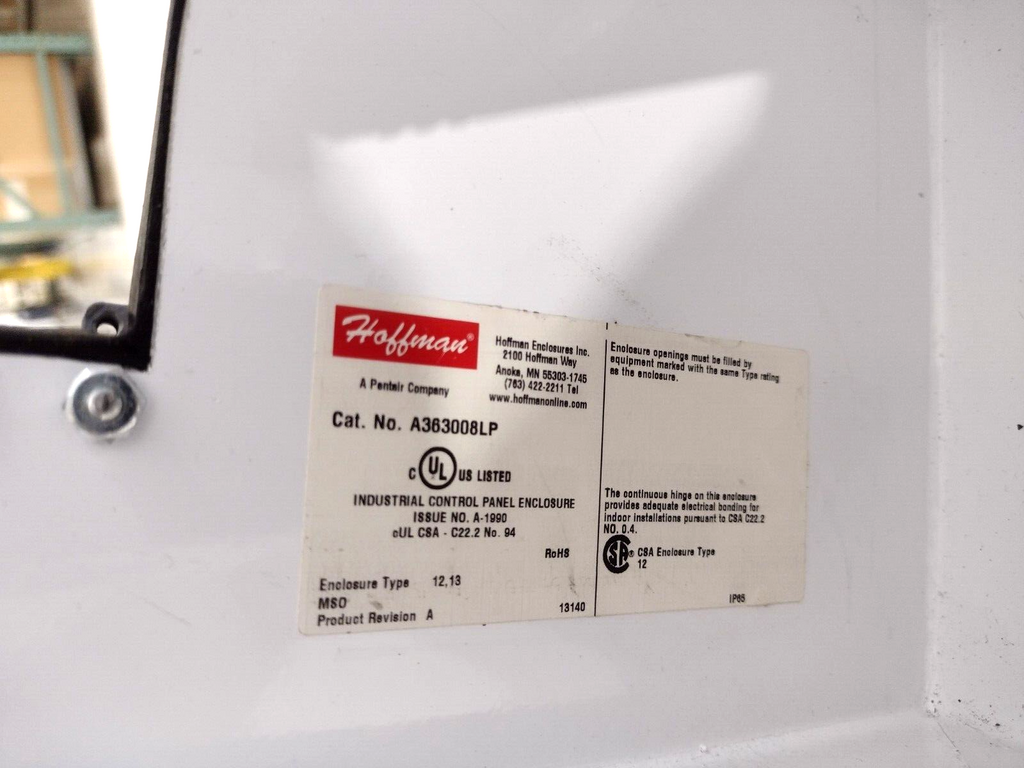 Hoffman®
A Pentair Company
Hoffman Enclosures Inc.
2100 Hoffman Way
Anoka, MN 55303-1745
(763) 422-2211 Tel
www.hoffmanonline.com
Cat. No. A363008LP
C UL US LISTED
INDUSTRIAL CONTROL PANEL ENCLOSURE
ISSUE NO. A-1990
cUL CSA - C22.2 No. 94
RoHS
Enclosure Type 12,13
MSO
Product Revision A
13140
Enclosure openings must be filled by
equipment marked with the same Type rating
as the enclosure.
The continuous hinge on this enclosure
provides adequate electrical bonding for
indoor installations pursuant to CSA C22.2
NO. 0.4.
SA® CSA Enclosure Type
12
IP65